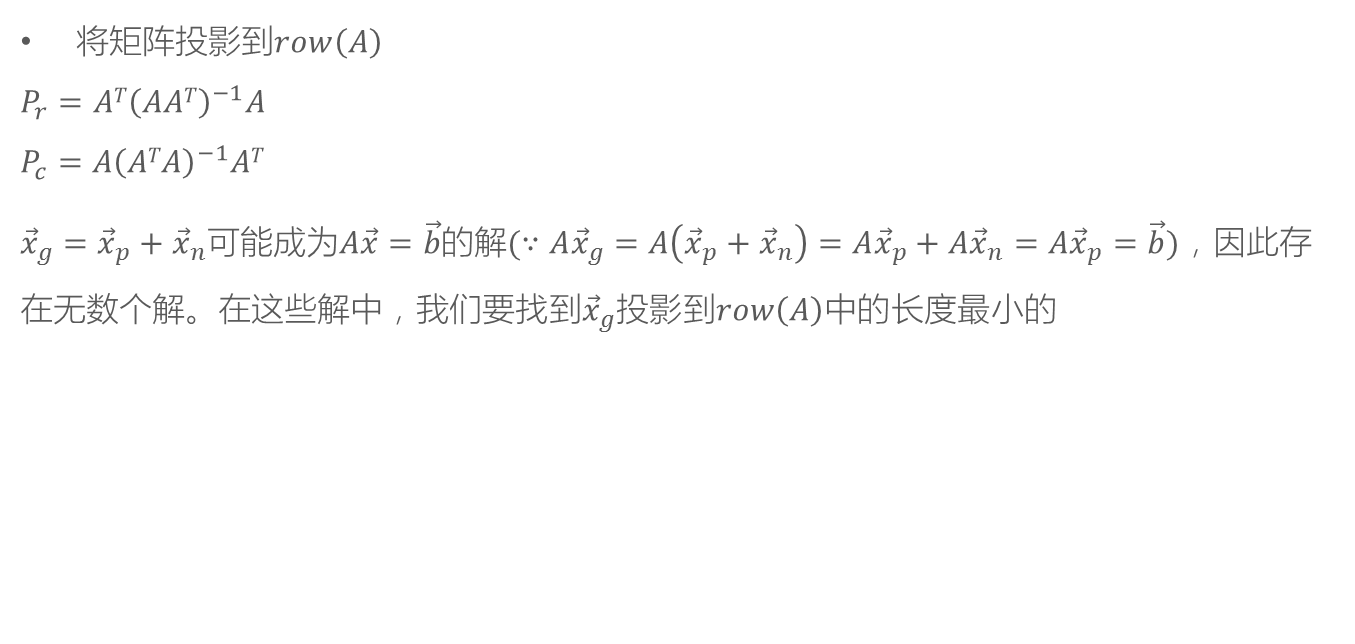 • 将矩阵投影到row(A)
P_r = A^T(AA^T)^{-1}A
P_c = A(A^TA)^{-1}A^T
x⃗_g = x⃗_p + x⃗_n可能成为Ax⃗ = b⃗的解(∵ Ax⃗_g = A(x⃗_p + x⃗_n) = Ax⃗_p + Ax⃗_n = Ax⃗_p = b⃗)，因此存
在无数个解。在这些解中，我们要找到x⃗_g投影到row(A)中的长度最小的